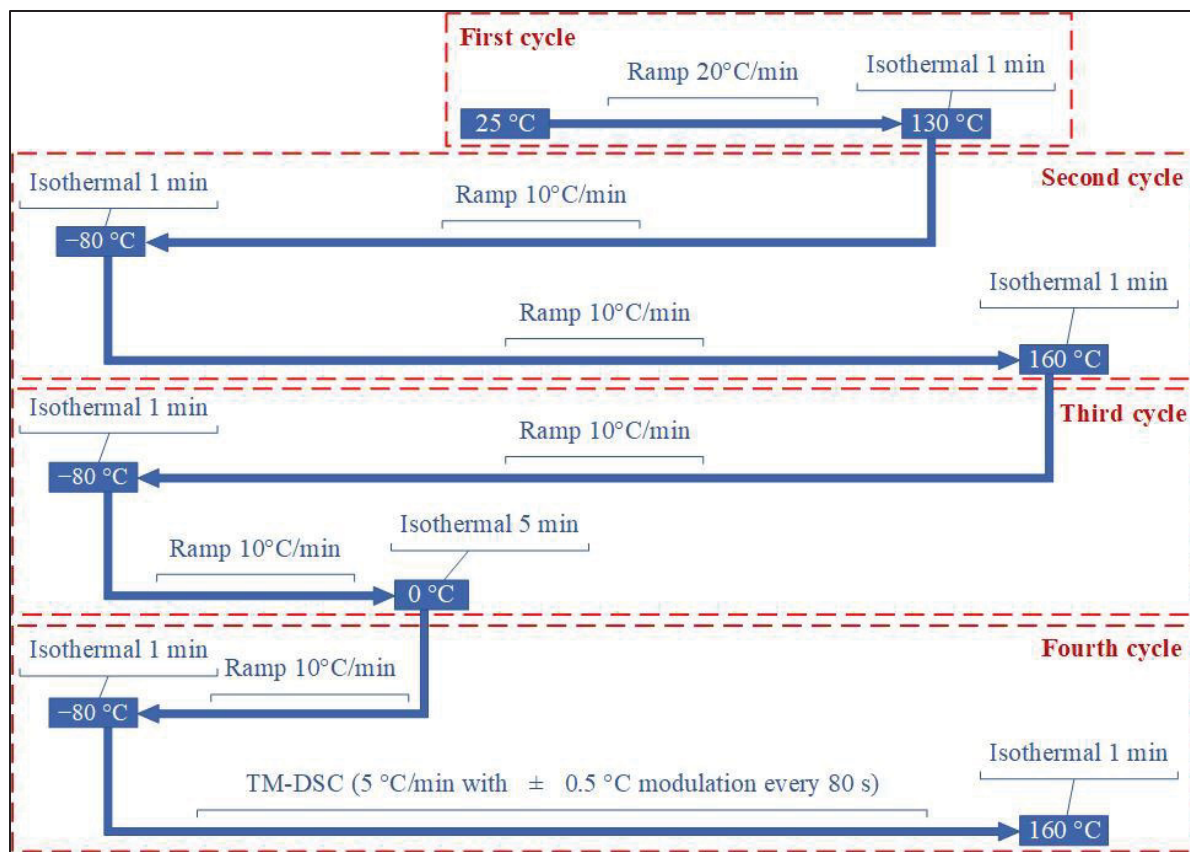 First cycle
Ramp 20°C/min
Isothermal 1 min
25 °C
130 °C
Second cycle
Isothermal 1 min
Ramp 10°C/min
−80 °C
Isothermal 1 min
Ramp 10°C/min
160 °C
Third cycle
Isothermal 1 min
Ramp 10°C/min
−80 °C
Isothermal 5 min
Ramp 10°C/min
0 °C
Fourth cycle
Isothermal 1 min
Ramp 10°C/min
−80 °C
Isothermal 1 min
TM-DSC (5 °C/min with ± 0.5 °C modulation every 80 s)
160 °C